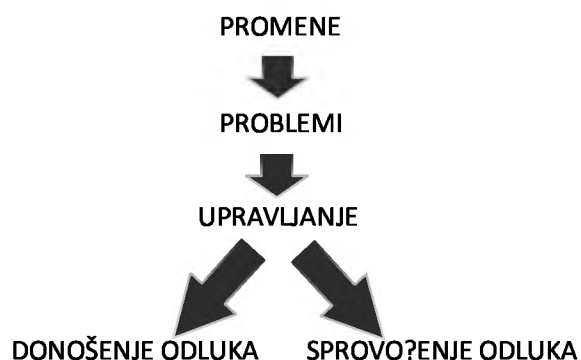 PROMENE
PROBLEMI
UPRAVLJANJE
DONOŠENJE ODLUKA SPROVO?ENJE ODLUKA